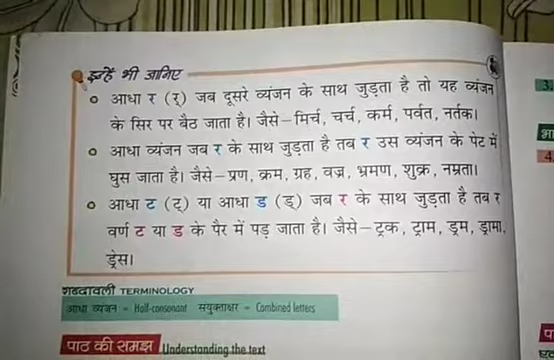 इन्हें भी जानिए
आधा र (र्) जब दूसरे व्यंजन के साथ जुड़ता है तो यह व्यंजन
के सिर पर बैठ जाता है। जैसे–मिर्च, चर्च, कर्म, पर्वत, नर्तक।
आधा व्यंजन जब र के साथ जुड़ता है तब र उस व्यंजन के पेट में
घुस जाता है। जैसे–प्रण, क्रम, ग्रह, वज्र, भ्रमण, शुक्र, नम्रता।
आधा ट (ट्) या आधा ड (ड्) जब र के साथ जुड़ता है तब र
वर्ण ट या ड के पैर में पड़ जाता है। जैसे–ट्रक, ट्राम, ड्रम, ड्रामा,
ड्रेस।
शब्दावली TERMINOLOGY
आधा व्यंजन = Half-consonant संयुक्ताक्षर = Combined letters
पाठ की समझ Understanding the text
3.
4.